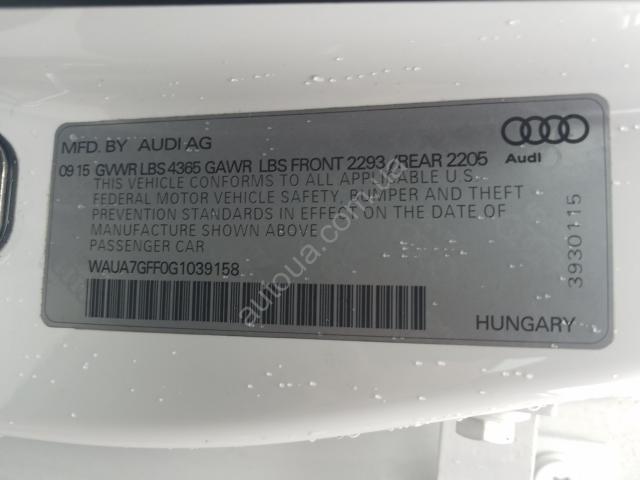 MFD. BY AUDI AG
09 15 GVWR LBS 4365 GAWR LBS FRONT 2293 / REAR 2205
THIS VEHICLE CONFORMS TO ALL APPLICABLE U.S.
FEDERAL MOTOR VEHICLE SAFETY, BUMPER AND THEFT
PREVENTION STANDARDS IN EFFECT ON THE DATE OF
MANUFACTURE SHOWN ABOVE.
PASSENGER CAR
WAUA7GFF0G1039158
Audi
3930115
HUNGARY
autoua.com.ua